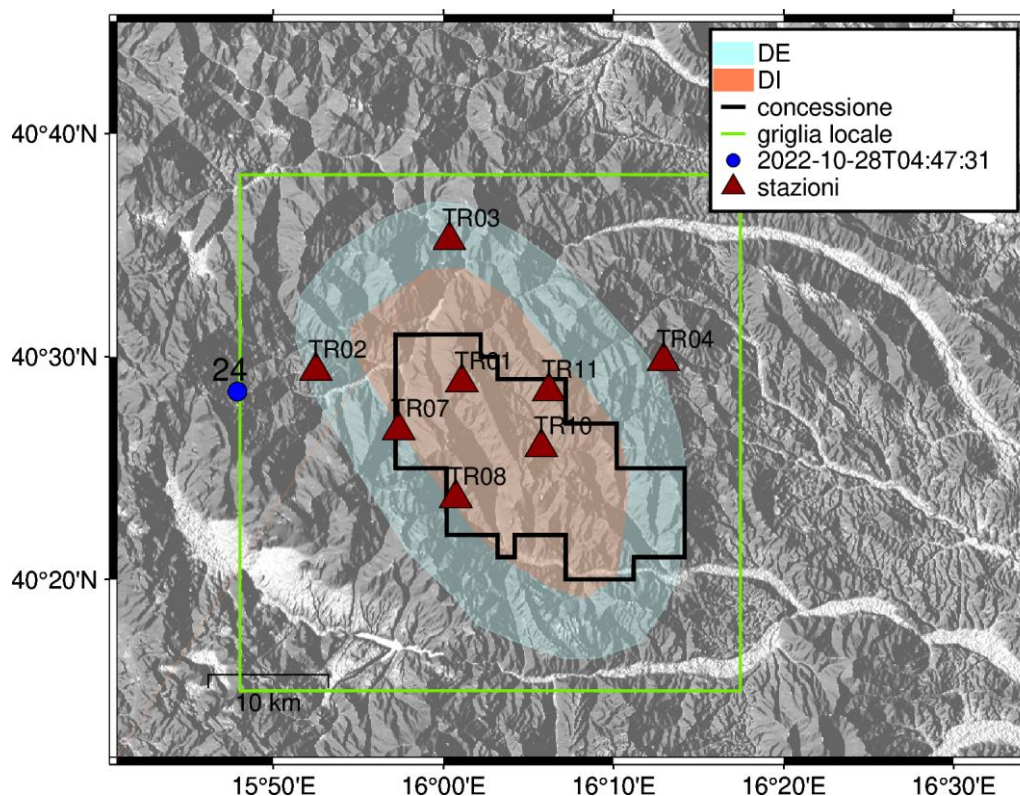 DE
DI
concessione
griglia locale
2022-10-28T04:47:31
stazioni
40°40'N
40°30'N
40°20'N
TR03
TR02
TR04
24
TR01
TR11
TR07
TR10
TR08
10 km
15°50'E
16°00'E
16°10'E
16°20'E
16°30'E